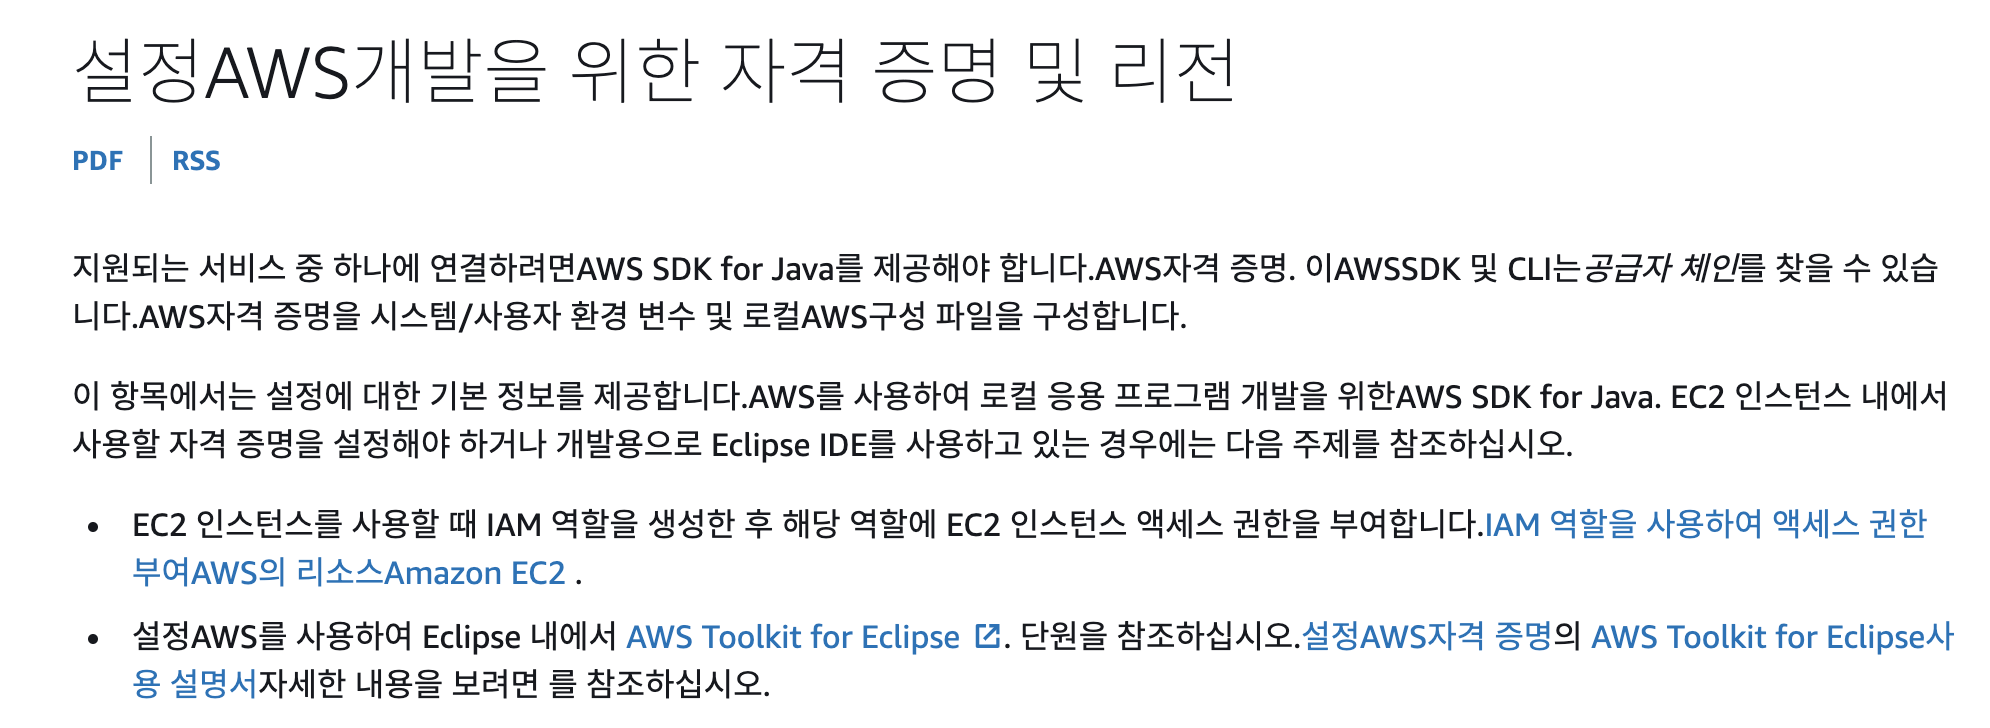 설정AWS개발을 위한 자격 증명 및 리전
PDF
RSS
지원되는 서비스 중 하나에 연결하려면AWS SDK for Java를 제공해야 합니다.AWS자격 증명. 이AWSSDK 및 CLI는공급자 체인를 찾을 수 있습
니다.AWS자격 증명을 시스템/사용자 환경 변수 및 로컬AWS구성 파일을 구성합니다.
이 항목에서는 설정에 대한 기본 정보를 제공합니다.AWS를 사용하여 로컬 응용 프로그램 개발을 위한AWS SDK for Java. EC2 인스턴스 내에서
사용할 자격 증명을 설정해야 하거나 개발용으로 Eclipse IDE를 사용하고 있는 경우에는 다음 주제를 참조하십시오.
• EC2 인스턴스를 사용할 때 IAM 역할을 생성한 후 해당 역할에 EC2 인스턴스 액세스 권한을 부여합니다.IAM 역할을 사용하여 액세스 권한
부여AWS의 리소스Amazon EC2 .
• 설정AWS를 사용하여 Eclipse 내에서 AWS Toolkit for Eclipse . 단원을 참조하십시오.설정AWS자격 증명의 AWS Toolkit for Eclipse사
용 설명서자세한 내용을 보려면 를 참조하십시오.